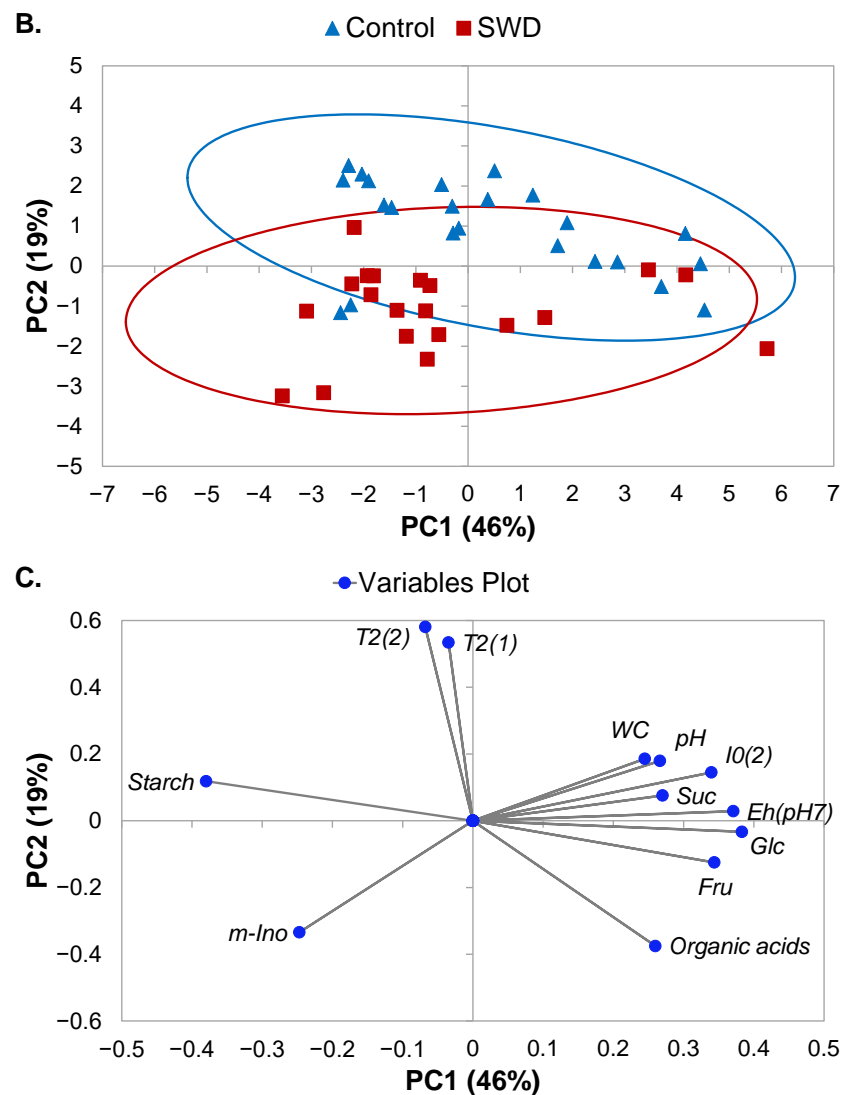 B.
Control SWD
5
4
3
2
1
0
−1
−2
−3
−4
−5
PC2 (19%)
−7 −6 −5 −4 −3 −2 −1 0 1 2 3 4 5 6 7
PC1 (46%)
C.
Variables Plot
0.6
0.4
0.2
0
−0.2
−0.4
−0.6
PC2 (19%)
T2(2)
T2(1)
WC
pH
I0(2)
Starch
Suc
Eh(pH7)
Glc
Fru
m-Ino
Organic acids
−0.5 −0.4 −0.3 −0.2 −0.1 0 0.1 0.2 0.3 0.4 0.5
PC1 (46%)